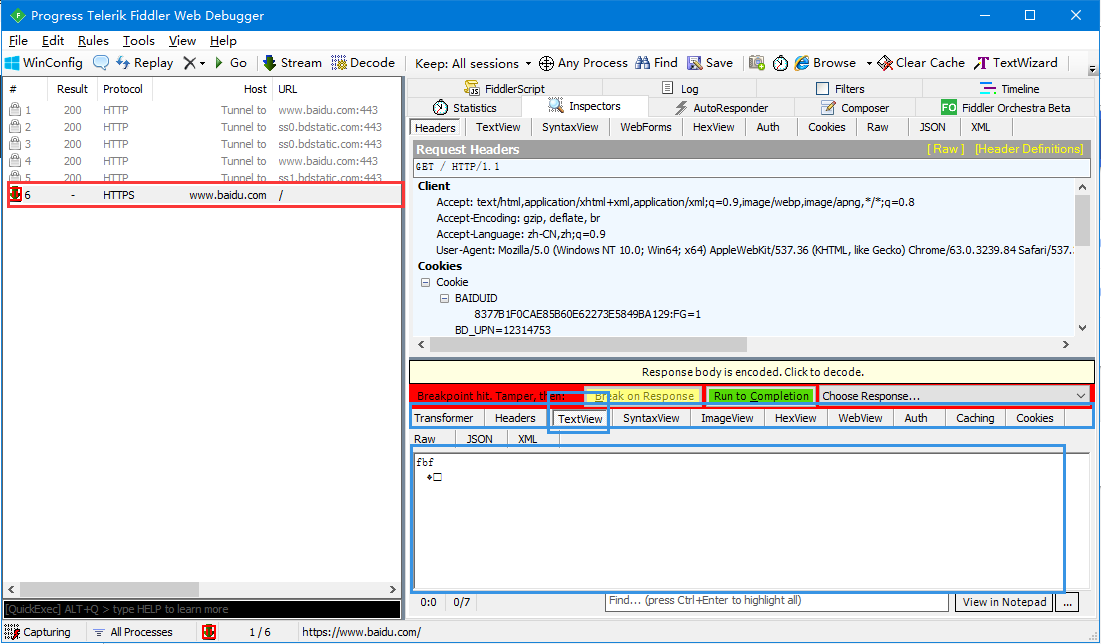 Progress Telerik Fiddler Web Debugger
File Edit Rules Tools View Help
WinConfig Replay Go Stream Decode Keep: All sessions Any Process Find Save Browse Clear Cache TextWizard
# Result Protocol Host URL
1 200 HTTP Tunnel to www.baidu.com:443
2 200 HTTP Tunnel to ss0.bdstatic.com:443
3 200 HTTP Tunnel to ss0.bdstatic.com:443
4 200 HTTP Tunnel to www.baidu.com:443
5 200 HTTP Tunnel to ss1.bdstatic.com:443
6 - HTTPS www.baidu.com /
FiddlerScript Log Filters Timeline
Statistics Inspectors AutoResponder Composer FO Fiddler Orchestra Beta
Headers TextView SyntaxView WebForms HexView Auth Cookies Raw JSON XML
Request Headers [ Raw ] [Header Definitions]
GET / HTTP/1.1
Client
Accept: text/html,application/xhtml+xml,application/xml;q=0.9,image/webp,image/apng,*/*;q=0.8
Accept-Encoding: gzip, deflate, br
Accept-Language: zh-CN,zh;q=0.9
User-Agent: Mozilla/5.0 (Windows NT 10.0; Win64; x64) AppleWebKit/537.36 (KHTML, like Gecko) Chrome/63.0.3239.84 Safari/537.
Cookies
Cookie
BAIDUID
8377B1F0CAE85B60E62273E5849BA129:FG=1
BD_UPN=12314753
Response body is encoded. Click to decode.
Breakpoint hit. Tamper, then: Break on Response Run to Completion Choose Response...
Transformer Headers TextView SyntaxView ImageView HexView WebView Auth Caching Cookies
Raw JSON XML
fbf
0:0 0/7 Find... (press Ctrl+Enter to highlight all) View in Notepad ...
[QuickExec] ALT+Q > type HELP to learn more
Capturing All Processes 1 / 6 https://www.baidu.com/